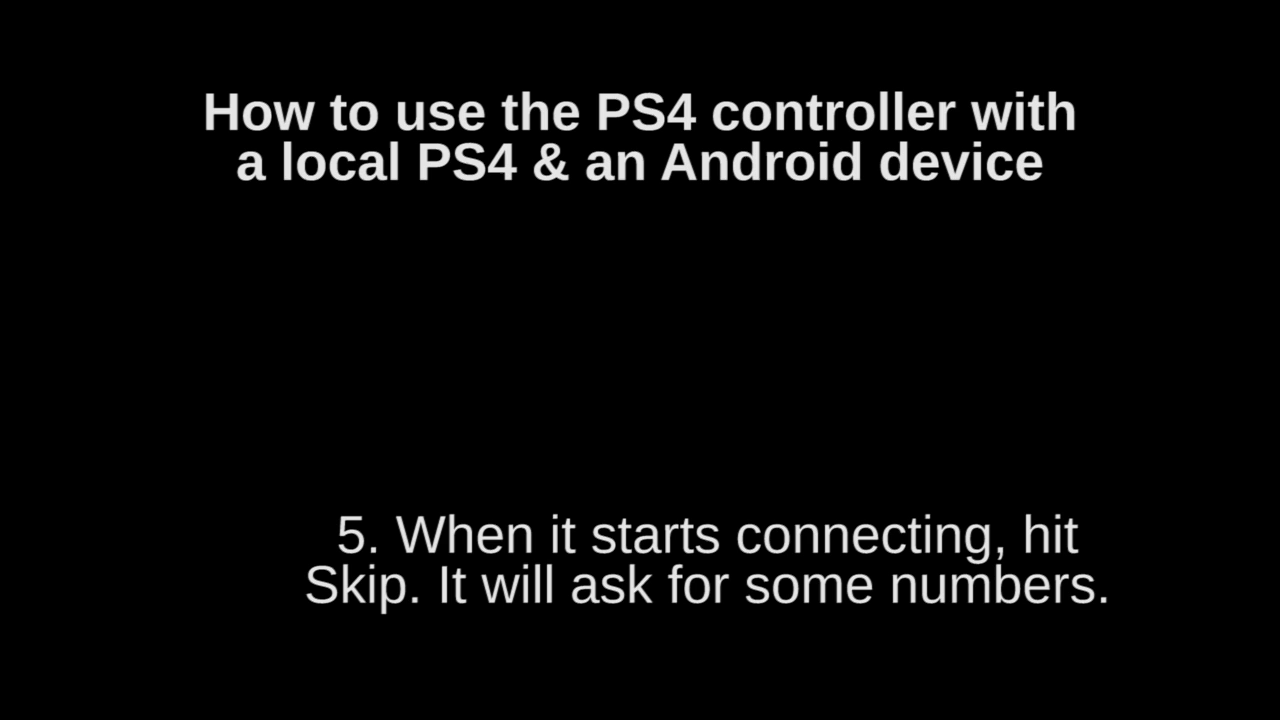 How to use the PS4 controller with
a local PS4 & an Android device
5. When it starts connecting, hit
Skip. It will ask for some numbers.